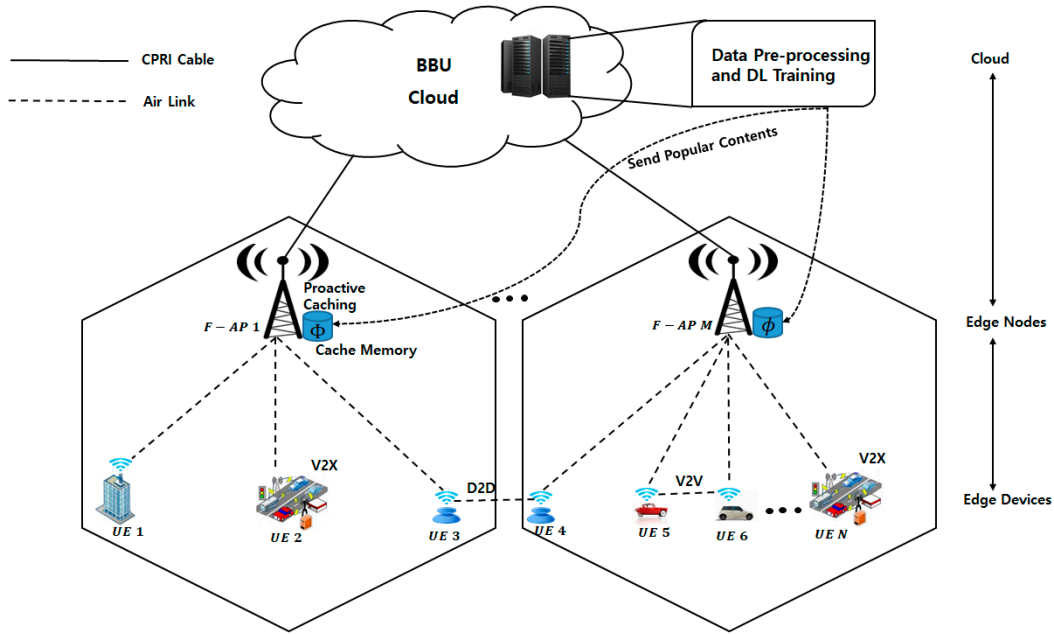 CPRI Cable
Air Link
BBU
Cloud
Data Pre-processing
and DL Training
Cloud
Send Popular Contents
Proactive
Caching
F-AP 1
Φ
Cache Memory
F-AP M
ϕ
Edge Nodes
V2X
D2D
V2V
V2X
Edge Devices
UE 1
UE 2
UE 3
UE 4
UE 5
UE 6
UE N